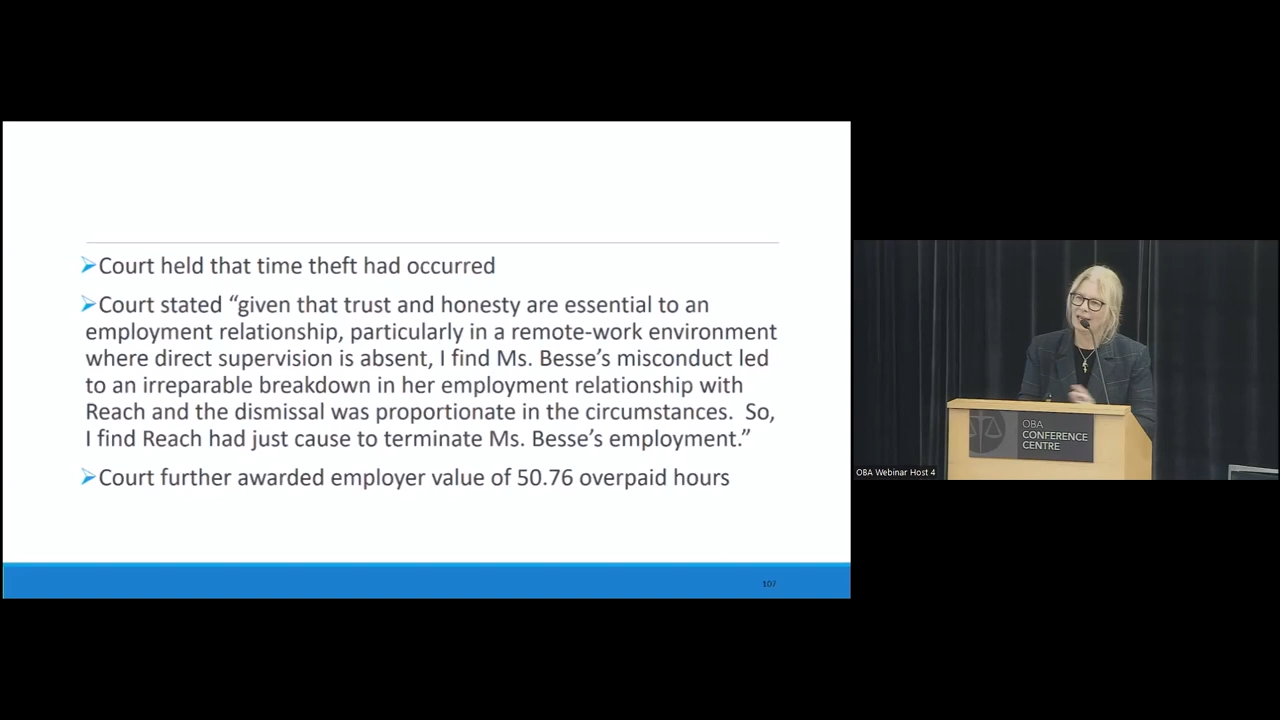 ➢Court held that time theft had occurred
➢Court stated “given that trust and honesty are essential to an
employment relationship, particularly in a remote-work environment
where direct supervision is absent, I find Ms. Besse’s misconduct led
to an irreparable breakdown in her employment relationship with
Reach and the dismissal was proportionate in the circumstances.  So,
I find Reach had just cause to terminate Ms. Besse’s employment.”
➢Court further awarded employer value of 50.76 overpaid hours
107
OBA
CONFERENCE
CENTRE
OBA Webinar Host 4